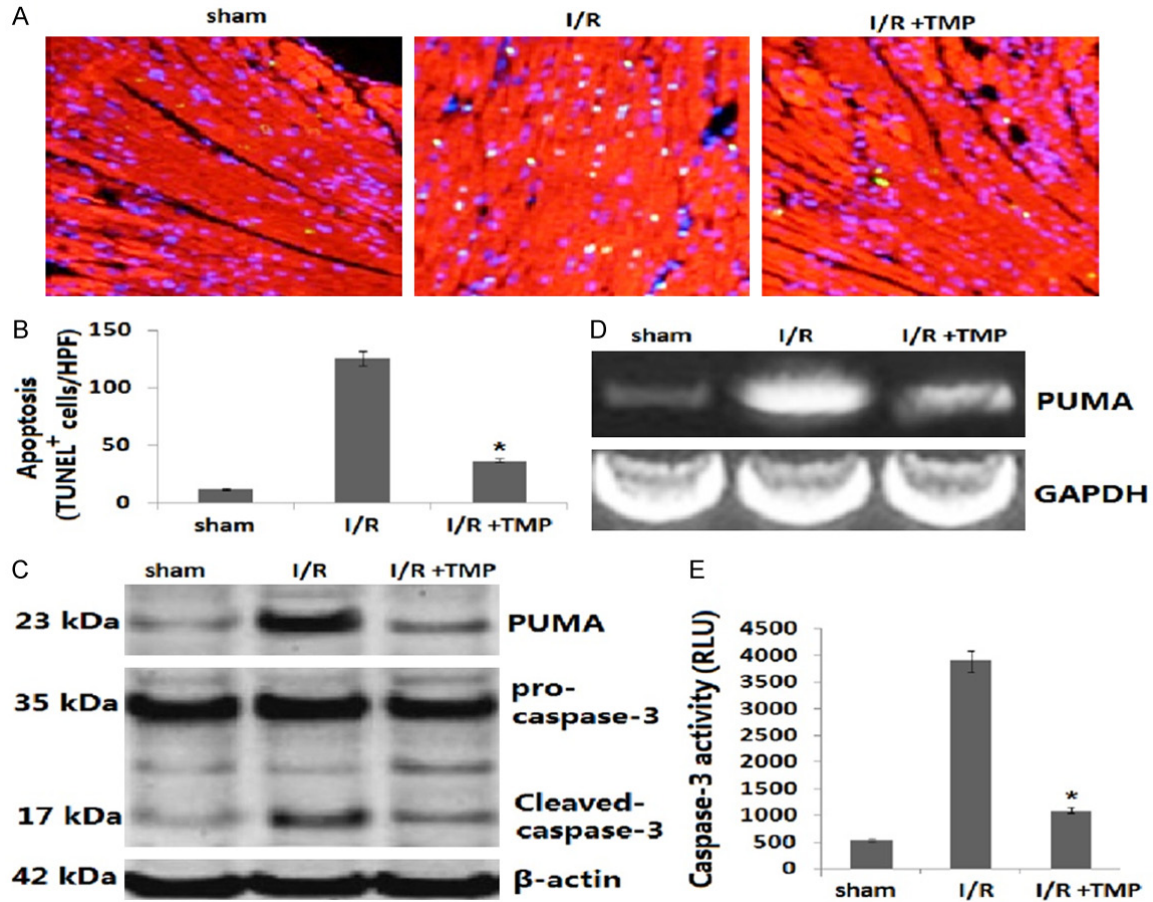 A
sham
I/R
I/R +TMP
B
Apoptosis
(TUNEL+ cells/HPF)
150
100
50
0
*
sham
I/R
I/R +TMP
D
sham
I/R
I/R +TMP
PUMA
GAPDH
C
sham
I/R
I/R +TMP
23 kDa
PUMA
35 kDa
pro-
caspase-3
17 kDa
Cleaved-
caspase-3
42 kDa
β-actin
E
Caspase-3 activity (RLU)
4500
4000
3500
3000
2500
2000
1500
1000
500
0
*
sham
I/R
I/R +TMP